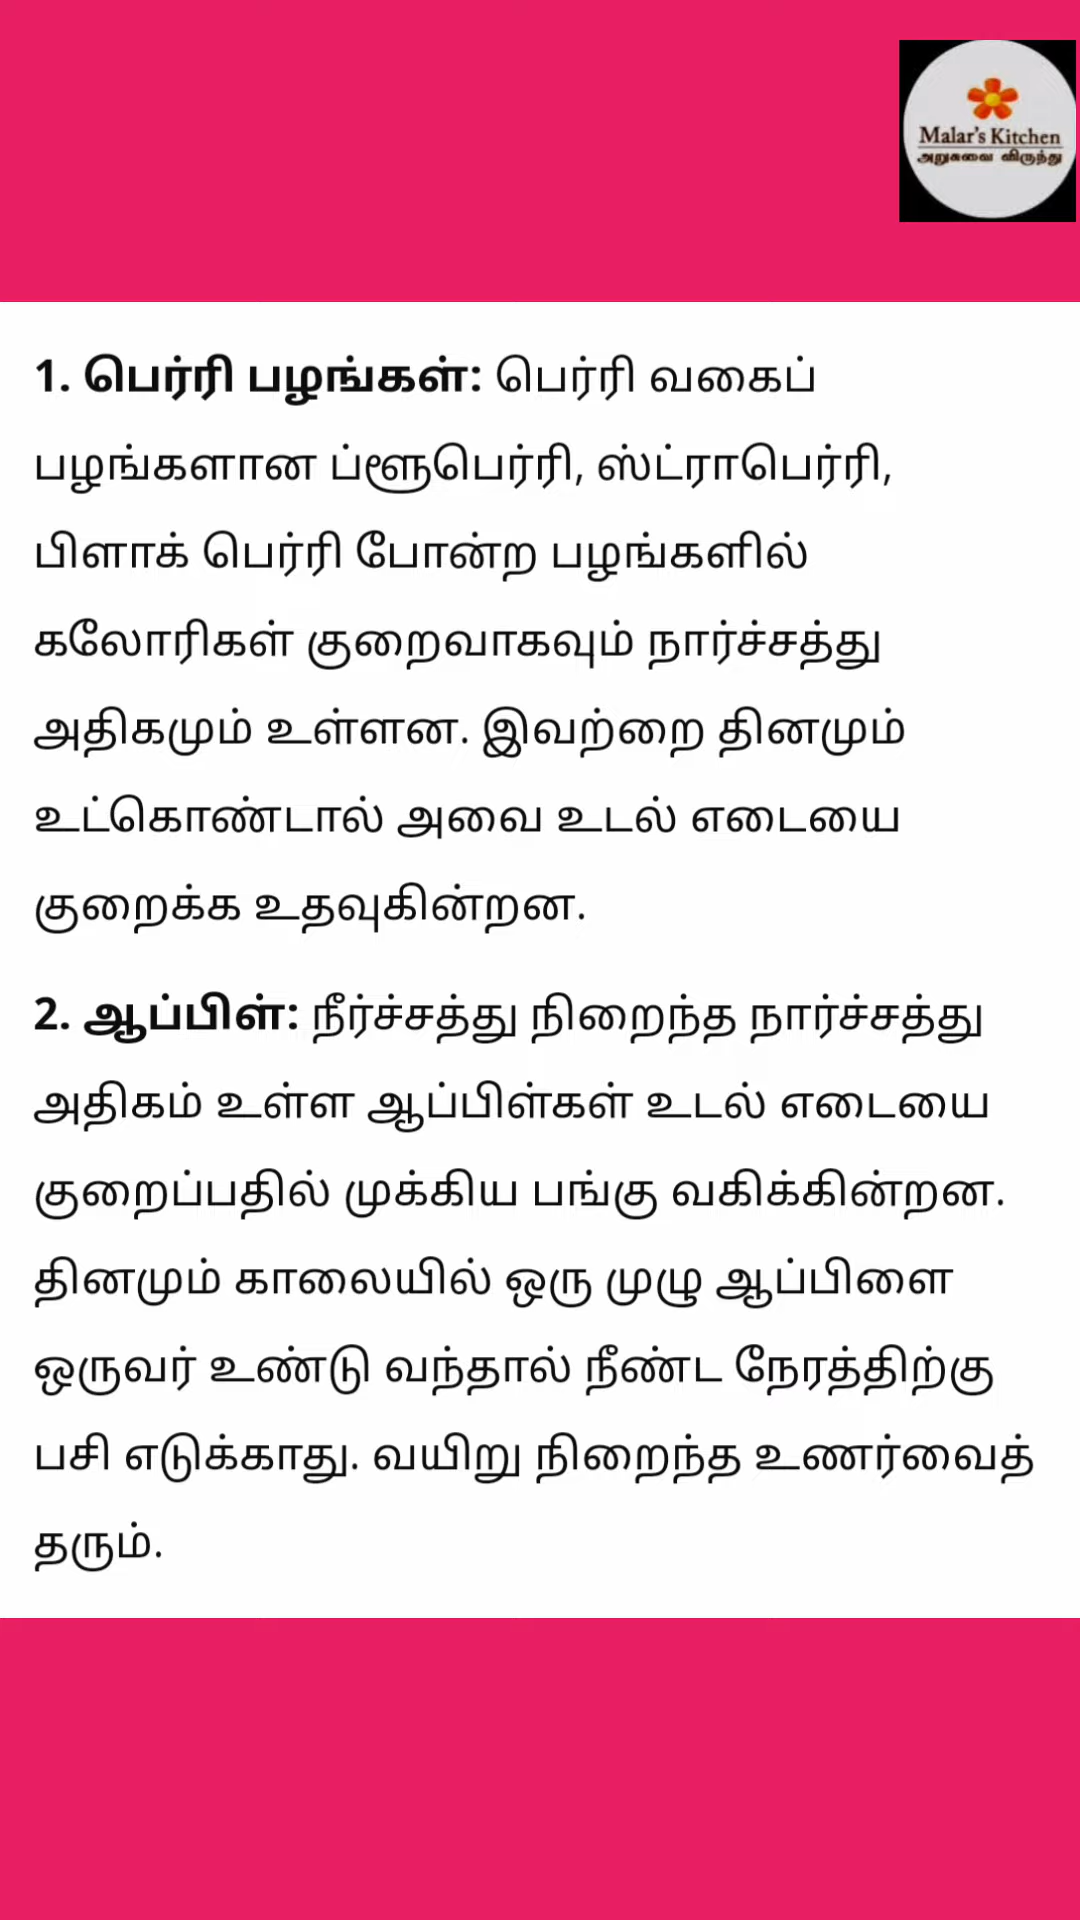 Malar's Kitchen
அறுசுவை விருந்து
1. பெர்ரி பழங்கள்: பெர்ரி வகைப்
பழங்களான ப்ளூபெர்ரி, ஸ்ட்ராபெர்ரி,
பிளாக் பெர்ரி போன்ற பழங்களில்
கலோரிகள் குறைவாகவும் நார்ச்சத்து
அதிகமும் உள்ளன. இவற்றை தினமும்
உட்கொண்டால் அவை உடல் எடையை
குறைக்க உதவுகின்றன.
2. ஆப்பிள்: நீர்ச்சத்து நிறைந்த நார்ச்சத்து
அதிகம் உள்ள ஆப்பிள்கள் உடல் எடையை
குறைப்பதில் முக்கிய பங்கு வகிக்கின்றன.
தினமும் காலையில் ஒரு முழு ஆப்பிளை
ஒருவர் உண்டு வந்தால் நீண்ட நேரத்திற்கு
பசி எடுக்காது. வயிறு நிறைந்த உணர்வைத்
தரும்.